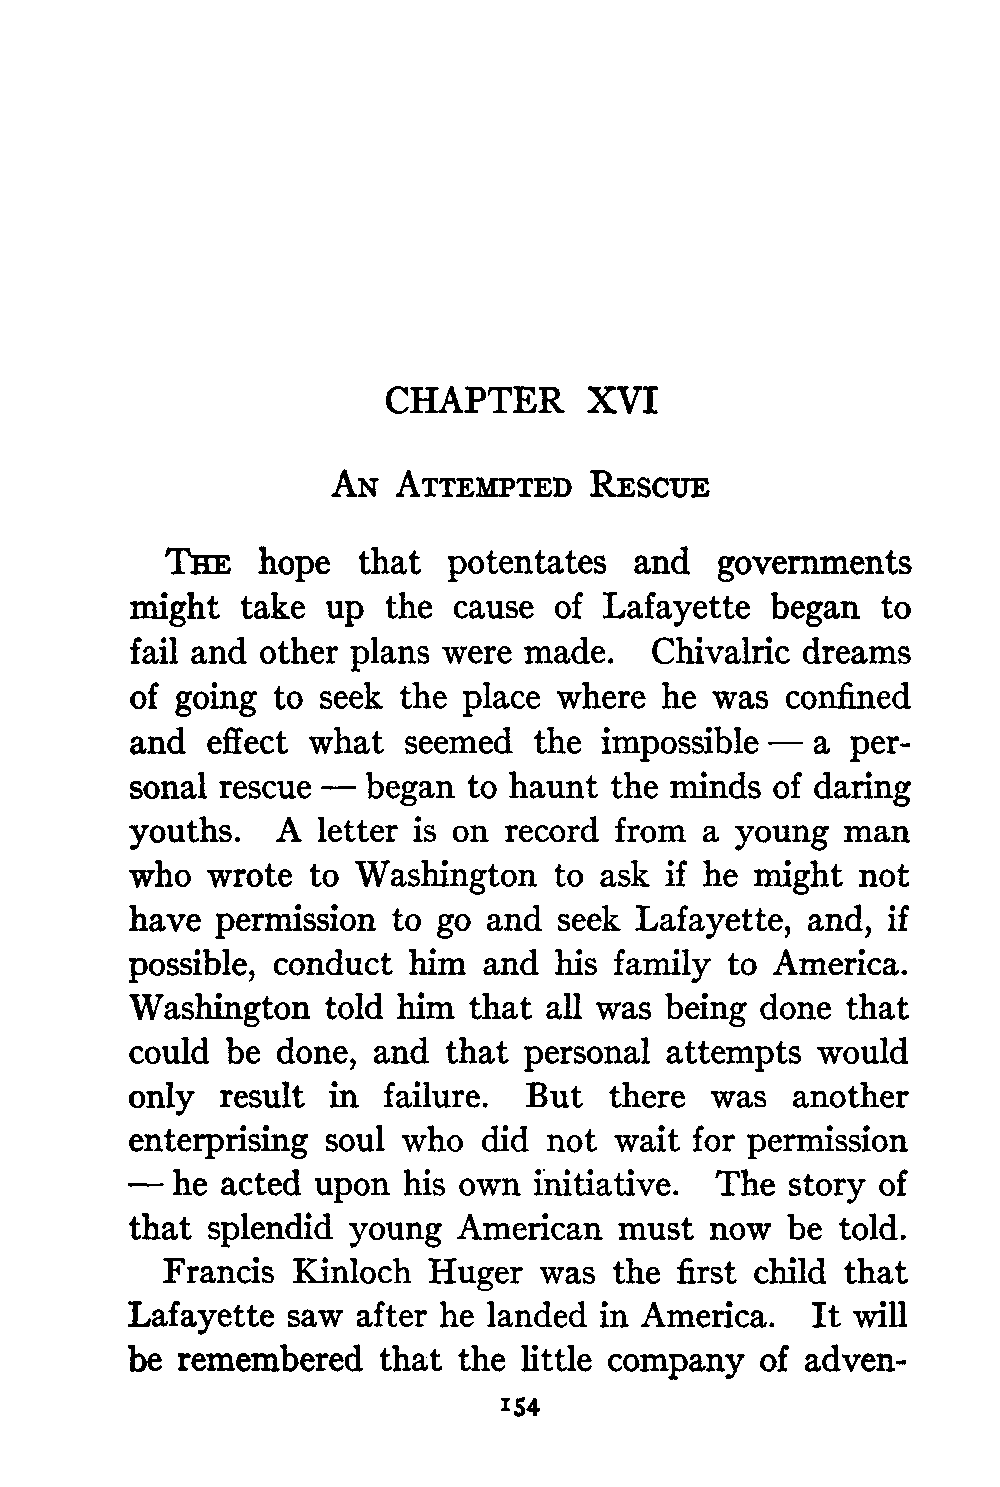 CHAPTER XVI
An Attempted Rescue
The hope that potentates and governments
might take up the cause of Lafayette began to
fail and other plans were made. Chivalric dreams
of going to seek the place where he was confined
and effect what seemed the impossible — a per-
sonal rescue — began to haunt the minds of daring
youths. A letter is on record from a young man
who wrote to Washington to ask if he might not
have permission to go and seek Lafayette, and, if
possible, conduct him and his family to America.
Washington told him that all was being done that
could be done, and that personal attempts would
only result in failure. But there was another
enterprising soul who did not wait for permission
— he acted upon his own initiative. The story of
that splendid young American must now be told.
Francis Kinloch Huger was the first child that
Lafayette saw after he landed in America. It will
be remembered that the little company of adven-
154